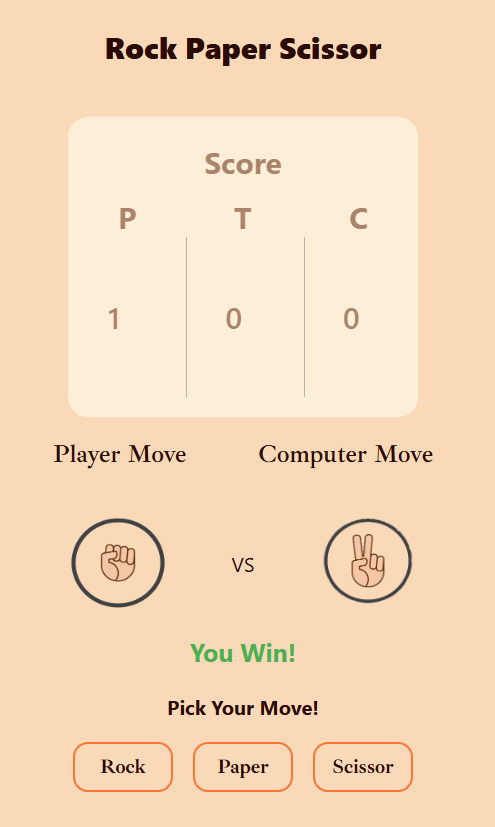 Rock Paper Scissor
Score
P T C
1 0 0
Player Move Computer Move
VS
You Win!
Pick Your Move!
Rock Paper Scissor